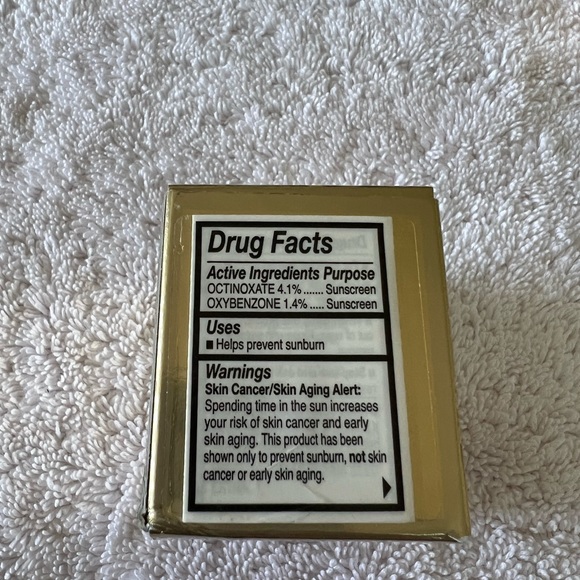 Drug Facts
Active Ingredients Purpose
OCTINOXATE 4.1% ....... Sunscreen
OXYBENZONE 1.4% ..... Sunscreen
Uses
■ Helps prevent sunburn
Warnings
Skin Cancer/Skin Aging Alert:
Spending time in the sun increases
your risk of skin cancer and early
skin aging. This product has been
shown only to prevent sunburn, not skin
cancer or early skin aging.